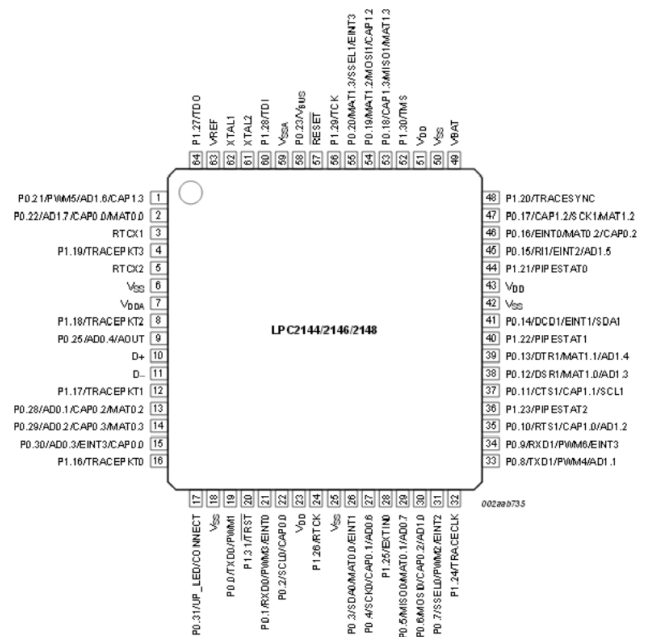 64 P1.27/TDO
63 VREF
62 XTAL1
61 XTAL2
60 P1.28/TDI
59 VSSA
58 P0.23/VBUS
57 RESET
56 P1.29/TCK
55 P0.20/MAT1.3/SSEL1/EINT3
54 P0.19/MAT1.2/MOSI1/CAP1.2
53 P0.18/CAP1.3/MISO1/MAT1.3
52 P1.30/TMS
51 VDD
50 VSS
49 VBAT
P0.21/PWM5/AD1.6/CAP1.3 1
P0.22/AD1.7/CAP0.0/MAT0.0 2
RTCX1 3
P1.19/TRACEPKT3 4
RTCX2 5
VSS 6
VDDA 7
P1.18/TRACEPKT2 8
P0.25/AD0.4/AOUT 9
D+ 10
D− 11
P1.17/TRACEPKT1 12
P0.28/AD0.1/CAP0.2/MAT0.2 13
P0.29/AD0.2/CAP0.3/MAT0.3 14
P0.30/AD0.3/EINT3/CAP0.0 15
P1.16/TRACEPKT0 16
LPC2144/2146/2148
48 P1.20/TRACESYNC
47 P0.17/CAP1.2/SCK1/MAT1.2
46 P0.16/EINT0/MAT0.2/CAP0.2
45 P0.15/RI1/EINT2/AD1.5
44 P1.21/PIPESTAT0
43 VDD
42 VSS
41 P0.14/DCD1/EINT1/SDA1
40 P1.22/PIPESTAT1
39 P0.13/DTR1/MAT1.1/AD1.4
38 P0.12/DSR1/MAT1.0/AD1.3
37 P0.11/CTS1/CAP1.1/SCL1
36 P1.23/PIPESTAT2
35 P0.10/RTS1/CAP1.0/AD1.2
34 P0.9/RXD1/PWM6/EINT3
33 P0.8/TXD1/PWM4/AD1.1
P0.31/UP_LED/CONNECT 17
VSS 18
P0.0/TXD0/PWM1 19
P1.31/TRST 20
P0.1/RXD0/PWM3/EINT0 21
P0.2/SCL0/CAP0.0 22
VDD 23
P1.26/RTCK 24
VSS 25
P0.3/SDA0/MAT0.0/EINT1 26
P0.4/SCK0/CAP0.1/AD0.6 27
P1.25/EXTIN0 28
P0.5/MISO0/MAT0.1/AD0.7 29
P0.6/MOSI0/CAP0.2/AD1.0 30
P0.7/SSEL0/PWM2/EINT2 31
P1.24/TRACECLK 32
002aab735